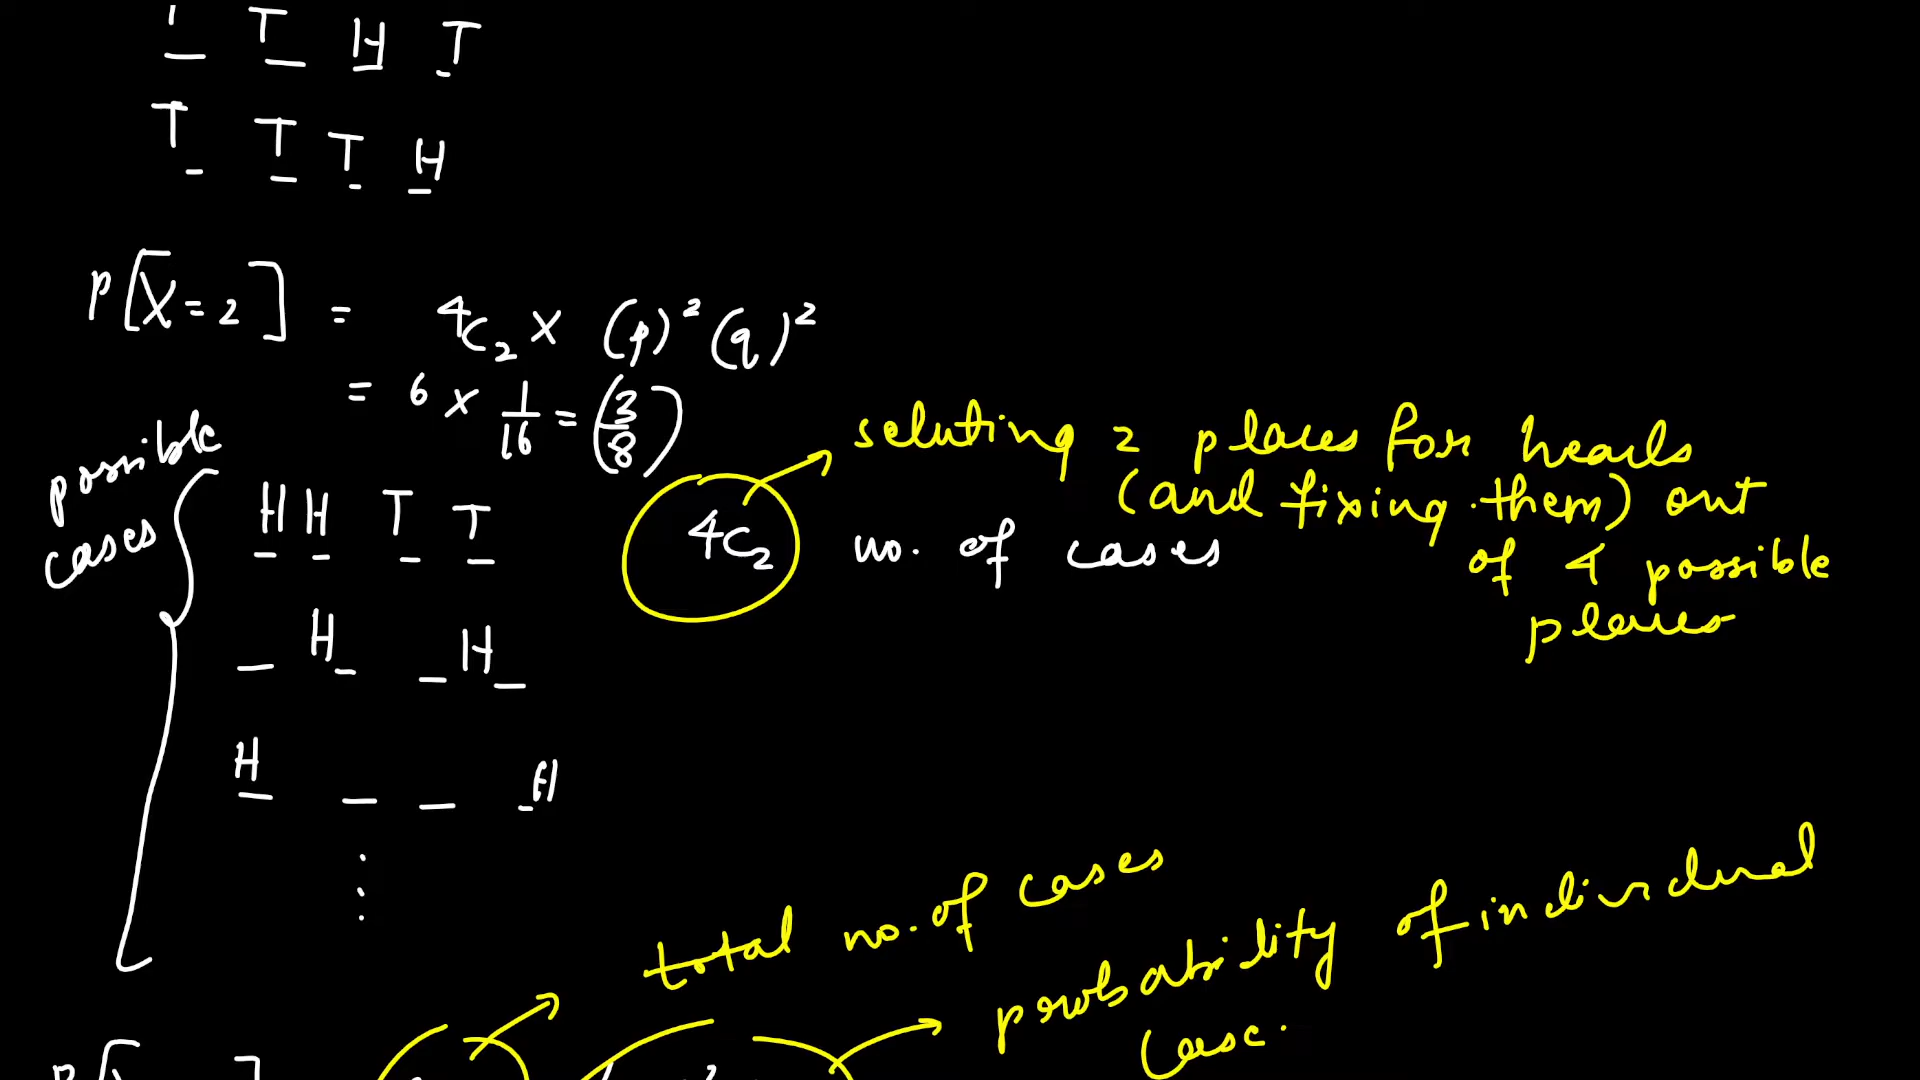 T H T
T T T H
P[X=2] = 4C2 × (p)² (q)²
= 6 × 1/16 = (3/8)
possible cases
H H T T
4C2 no. of cases
seluting 2 places for heads
(and fixing them) out
of 4 possible
places
_ H _ _ H _
H _ _ H
⋮
total no. of cases
probability of individual
case.